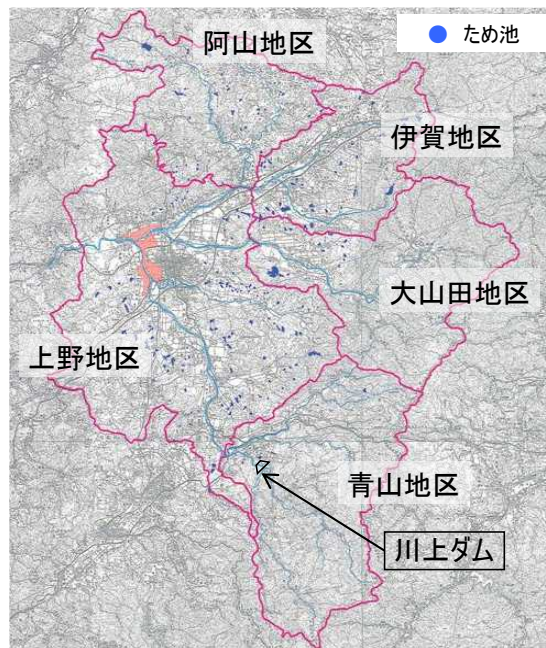 阿山地区
ため池
伊賀地区
大山田地区
上野地区
青山地区
川上ダム